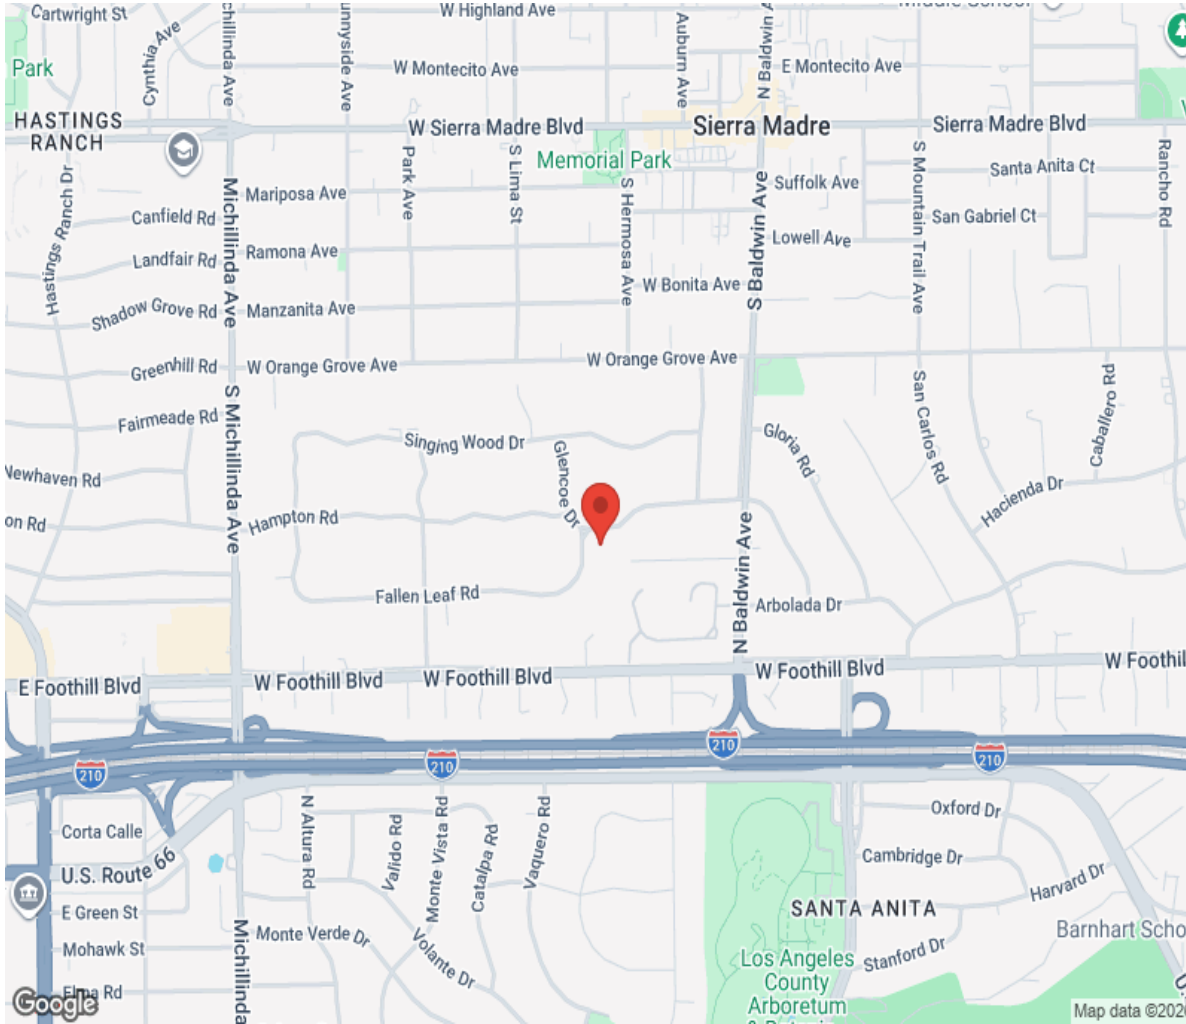 Cartwright St
W Highland Ave
Middle School
Cynthia Ave
Michillinda Ave
unnyside Ave
Auburn Ave
N Baldwin A
W Montecito Ave
E Montecito Ave
Park
HASTINGS
RANCH
W Sierra Madre Blvd
Sierra Madre
Sierra Madre Blvd
Memorial Park
Santa Anita Ct
Rancho Rd
Hastings Ranch Dr
Mariposa Ave
Park Ave
S Lima St
S Hermosa Ave
Suffolk Ave
S Mountain Trail Ave
Canfield Rd
San Gabriel Ct
Michillinda Ave
Landfair Rd
Ramona Ave
Lowell Ave
S Baldwin Ave
W Bonita Ave
Shadow Grove Rd
Manzanita Ave
Greenhill Rd
W Orange Grove Ave
W Orange Grove Ave
Fairmeade Rd
S Michillinda Ave
San Carlos Rd
Caballero Rd
Singing Wood Dr
Glencoe Dr
Gloria Rd
Newhaven Rd
Hacienda Dr
on Rd
Hampton Rd
N Baldwin Ave
Fallen Leaf Rd
Arbolada Dr
E Foothill Blvd
W Foothill Blvd
W Foothill Blvd
W Foothill Blvd
W Foothil
210
210
210
210
N Altura Rd
Valido Rd
Monte Vista Rd
Catalpa Rd
Vaquero Rd
Oxford Dr
Corta Calle
U.S. Route 66
Cambridge Dr
Harvard Dr
E Green St
SANTA ANITA
Monte Verde Dr
Volante Dr
Barnhart Scho
Mohawk St
Michillinda
Stanford Dr
Los Angeles
County
Arboretum
Google
Map data ©2026